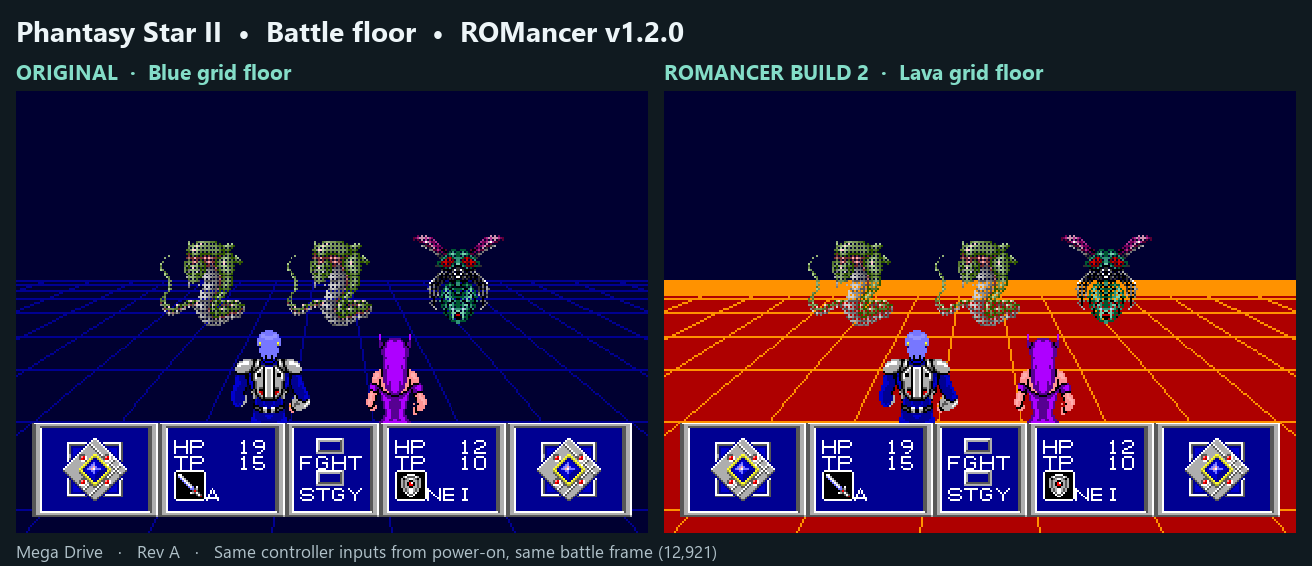 Phantasy Star II • Battle floor • ROMancer v1.2.0
ORIGINAL · Blue grid floor
ROMANCER BUILD 2 · Lava grid floor
HP 19
TP 15
A
FGHT
STGY
HP 12
TP 10
NEI
HP 19
TP 15
A
FGHT
STGY
HP 12
TP 10
NEI
Mega Drive · Rev A · Same controller inputs from power-on, same battle frame (12,921)